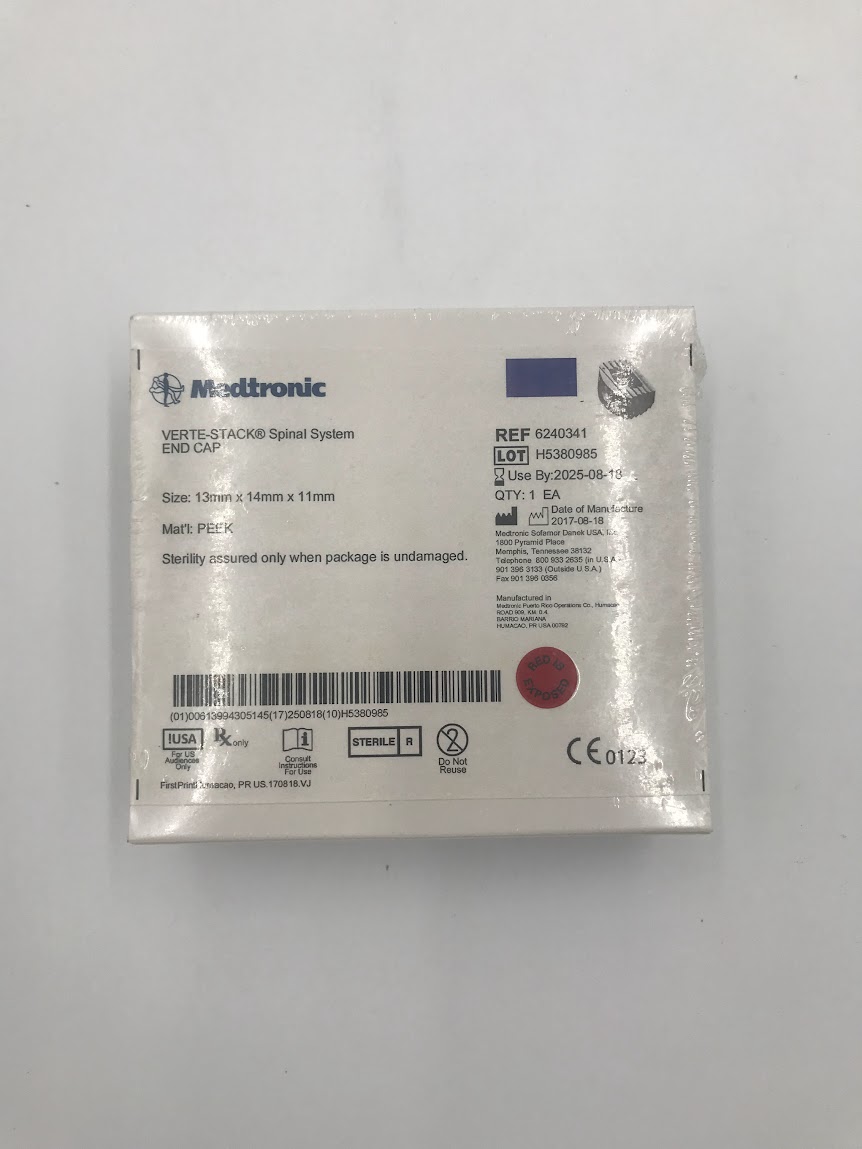 Medtronic
VERTE-STACK® Spinal System
END CAP
Size: 13mm x 14mm x 11mm
Mat'l: PEEK
Sterility assured only when package is undamaged.
REF 6240341
LOT H5380985
Use By:2025-08-18
QTY: 1 EA
Date of Manufacture
2017-08-18
Medtronic Sofamor Danek USA, Inc.
1800 Pyramid Place
Memphis, Tennessee 38132
Telephone 800 933 2635 (in U.S.A.
901 396 3133 (Outside U.S.A.)
Fax 901 396 0356
Manufactured in
Medtronic Puerto Rico Operations Co., Humacao
ROAD 909, KM. 0.4,
BARRIO MARIANA
HUMACAO, PR USA 00792
EXPOSED
(01)00613994305145(17)250818(10)H5380985
!USA
For US
Audiences
Only
Rx only
Consult
Instructions
For Use
STERILE R
2
Do Not
Reuse
CE 0123
Humacao, PR US.170818.VJ